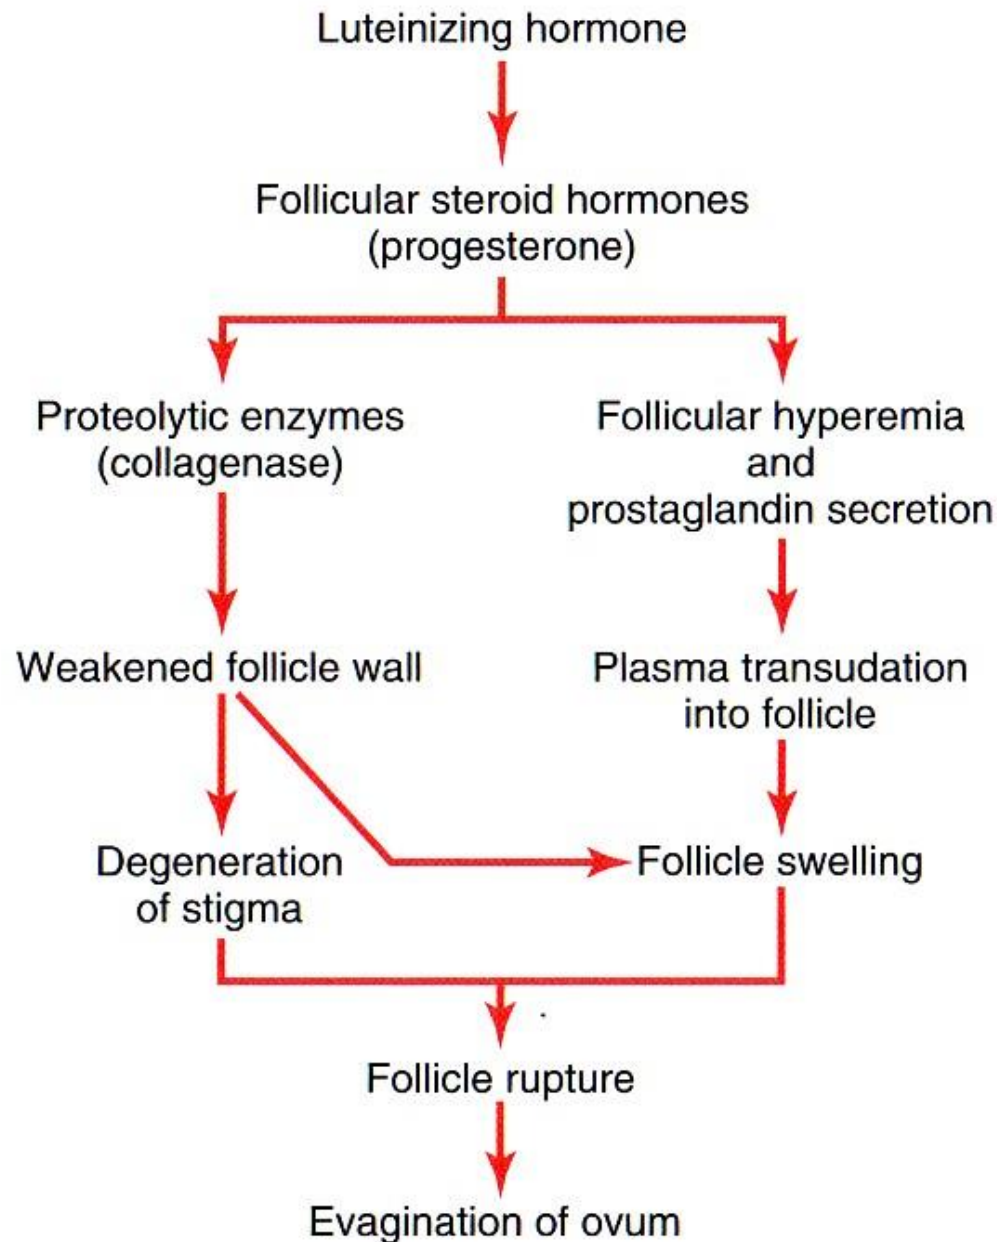 Luteinizing hormone
Follicular steroid hormones
(progesterone)
Proteolytic enzymes
(collagenase)
Follicular hyperemia
and
prostaglandin secretion
Weakened follicle wall
Plasma transudation
into follicle
Degeneration
of stigma
Follicle swelling
Follicle rupture
Evagination of ovum